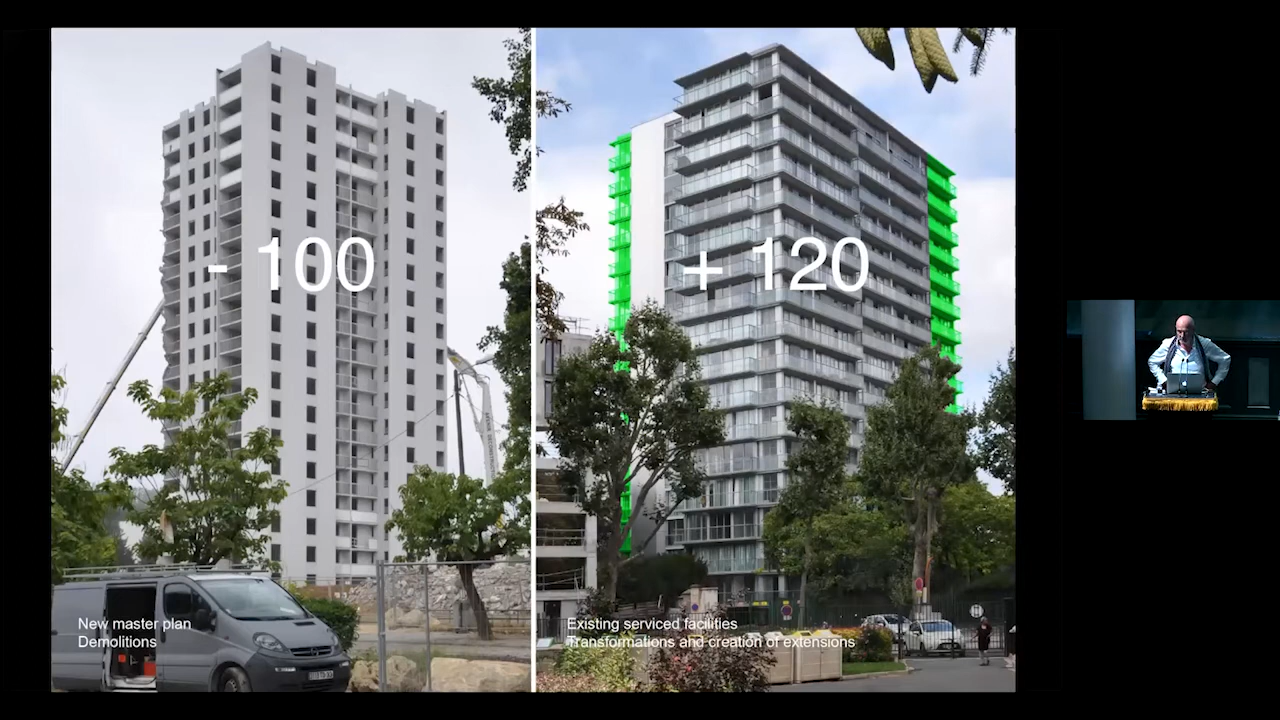 - 100
+ 120
New master plan
Demolitions
Existing serviced facilities
Transformations and creation of extensions